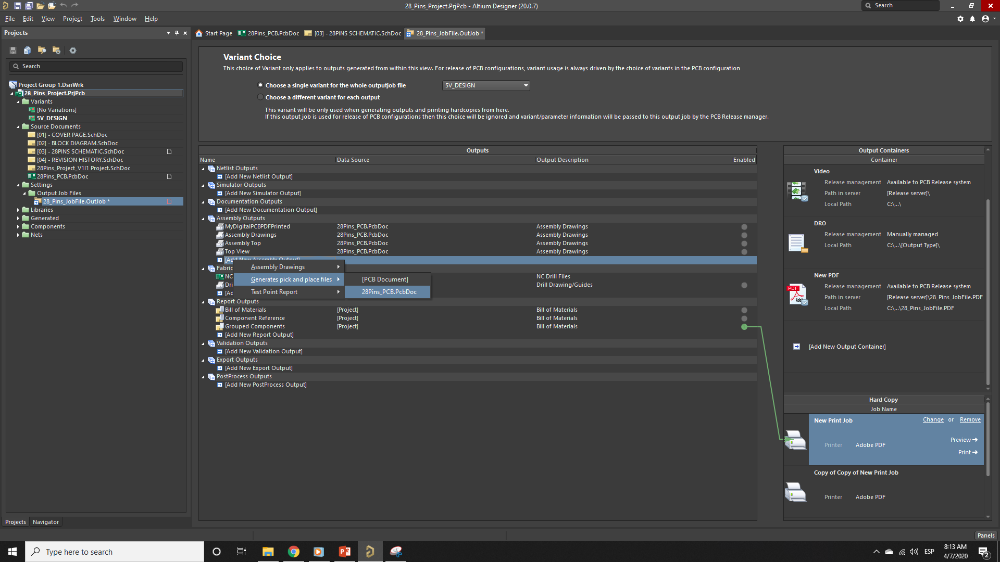 28_Pins_Project.PrjPcb - Altium Designer (20.0.7)
Search
File Edit View Project Tools Window Help
Projects
Start Page 28Pins_PCB.PcbDoc [03] - 28PINS SCHEMATIC.SchDoc 28_Pins_JobFile.OutJob *
Search
Project Group 1.DsnWrk
28_Pins_Project.PrjPcb
Variants
[No Variations]
5V_DESIGN
Source Documents
[01] - COVER PAGE.SchDoc
[02] - BLOCK DIAGRAM.SchDoc
[03] - 28PINS SCHEMATIC.SchDoc
[04] - REVISION HISTORY.SchDoc
28Pins_Project_V1I1 Project.SchDoc
28Pins_PCB.PcbDoc
Settings
Output Job Files
28_Pins_JobFile.OutJob *
Libraries
Generated
Components
Nets
Projects Navigator
Variant Choice
This choice of Variant only applies to outputs generated from within this view. For release of PCB configurations, variant usage is always driven by the choice of variants in the PCB configuration
Choose a single variant for the whole outputjob file 5V_DESIGN
Choose a different variant for each output
This variant will be only used when generating outputs and printing hardcopies from here.
If this output job is used for release of PCB configurations then this choice will be ignored and variant/parameter information will be passed to this output job by the PCB Release manager.
Outputs
Name Data Source Output Description Enabled
Netlist Outputs
[Add New Netlist Output]
Simulator Outputs
[Add New Simulator Output]
Documentation Outputs
[Add New Documentation Output]
Assembly Outputs
MyDigitalPCBPDFPrinted 28Pins_PCB.PcbDoc Assembly Drawings
Assembly Drawings 28Pins_PCB.PcbDoc Assembly Drawings
Assembly Top 28Pins_PCB.PcbDoc Assembly Drawings
Top View 28Pins_PCB.PcbDoc Assembly Drawings
[Add New Assembly Output]
Fabric
NC NC Drill Files
Dri Drill Drawing/Guides
[Ad
Assembly Drawings
Generates pick and place files
Test Point Report
[PCB Document]
28Pins_PCB.PcbDoc
Report Outputs
Bill of Materials [Project] Bill of Materials
Component Reference [Project] Bill of Materials
Grouped Components [Project] Bill of Materials 1
[Add New Report Output]
Validation Outputs
[Add New Validation Output]
Export Outputs
[Add New Export Output]
PostProcess Outputs
[Add New PostProcess Output]
Output Containers
Container
Video
Release management Available to PCB Release system
Path in server [Release server]\
Local Path C:\...\
DRO
Release management Manually managed
Local Path C:\...\[Output Type]\
New PDF
Release management Available to PCB Release system
Path in server [Release server]\28_Pins_JobFile.PDF
Local Path C:\...\28_Pins_JobFile.PDF
PDF
[Add New Output Container]
Hard Copy
Job Name
New Print Job Change or Remove
Preview
Printer Adobe PDF
Print
Copy of Copy of New Print Job
Printer Adobe PDF
Panels
Type here to search
ESP
8:13 AM
4/7/2020
2